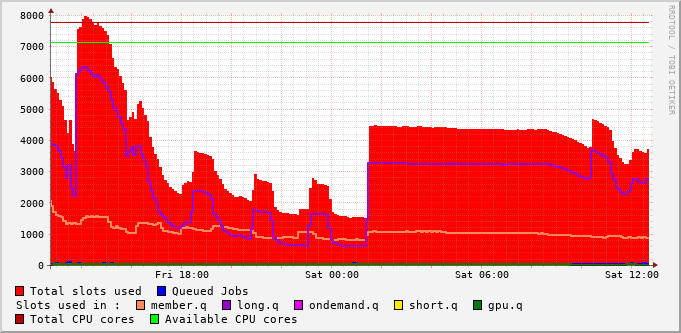 8000
7000
6000
5000
4000
3000
2000
1000
0
Fri 18:00 Sat 00:00 Sat 06:00 Sat 12:00
RRDTOOL / TOBI OETIKER
Total slots used Queued Jobs
Slots used in : member.q long.q ondemand.q short.q gpu.q
Total CPU cores Available CPU cores